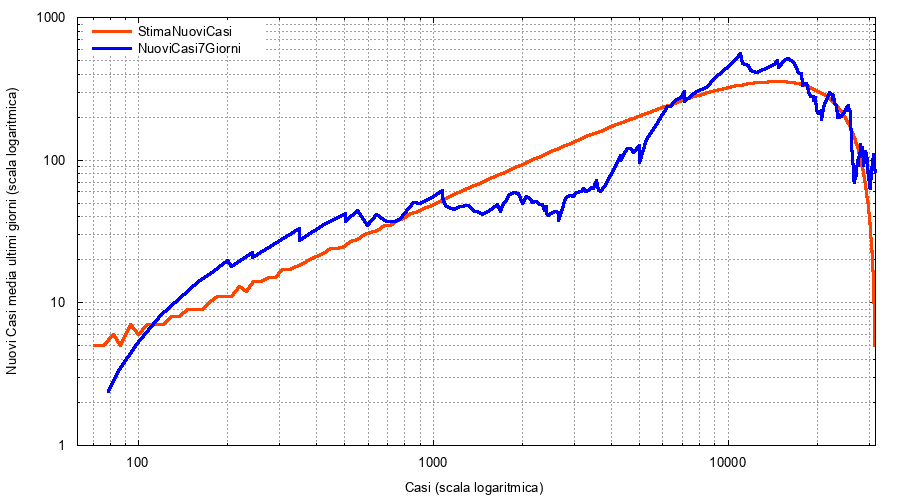 1000
StimaNuoviCasi
NuoviCasi7Giorni
100
10
1
Nuovi Casi media ultimi giorni (scala logaritmica)
100
1000
10000
Casi (scala logaritmica)